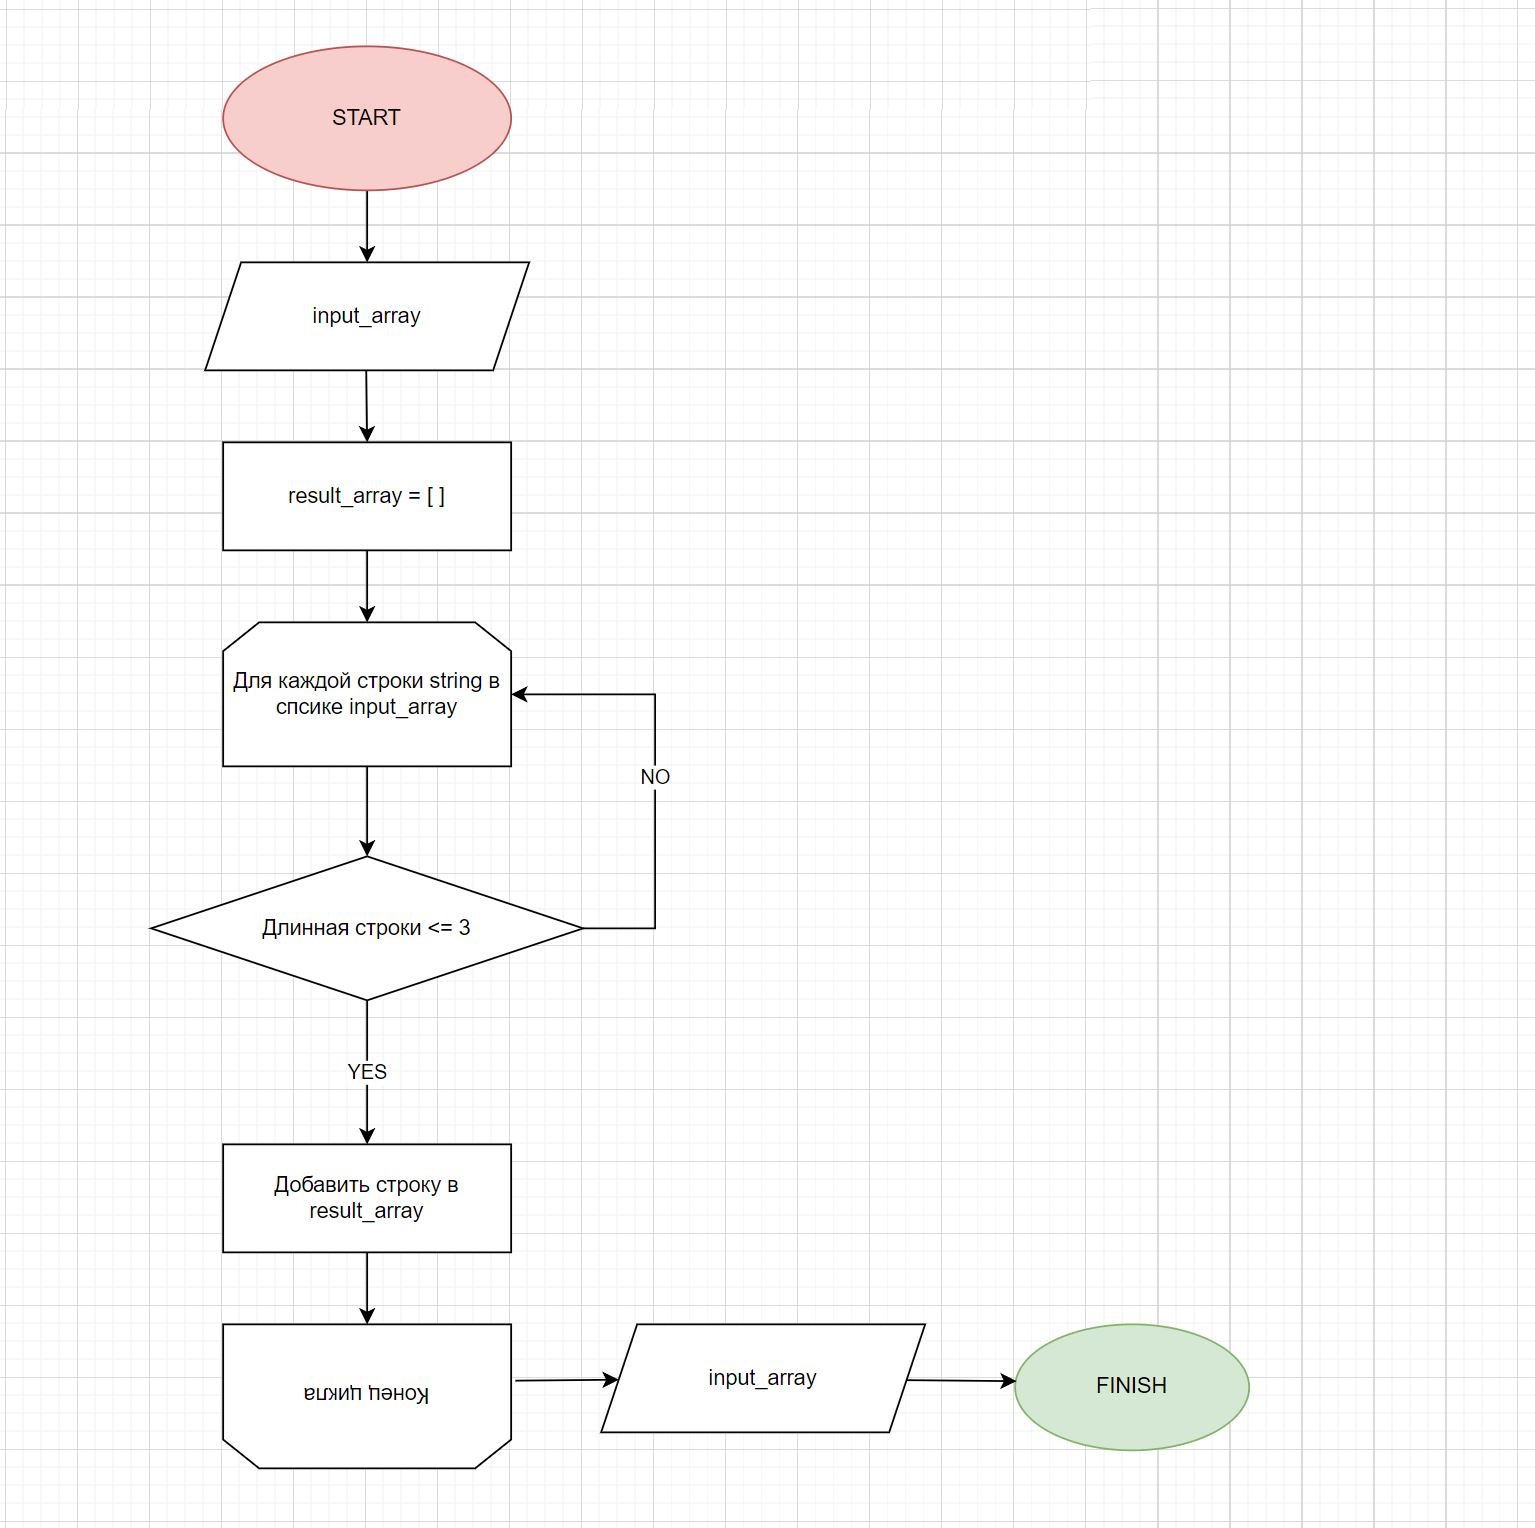 START
input_array
result_array = [ ]
Для каждой строки string в
спсике input_array
NO
Длинная строки <= 3
YES
Добавить строку в
result_array
Конец цикла
input_array
FINISH